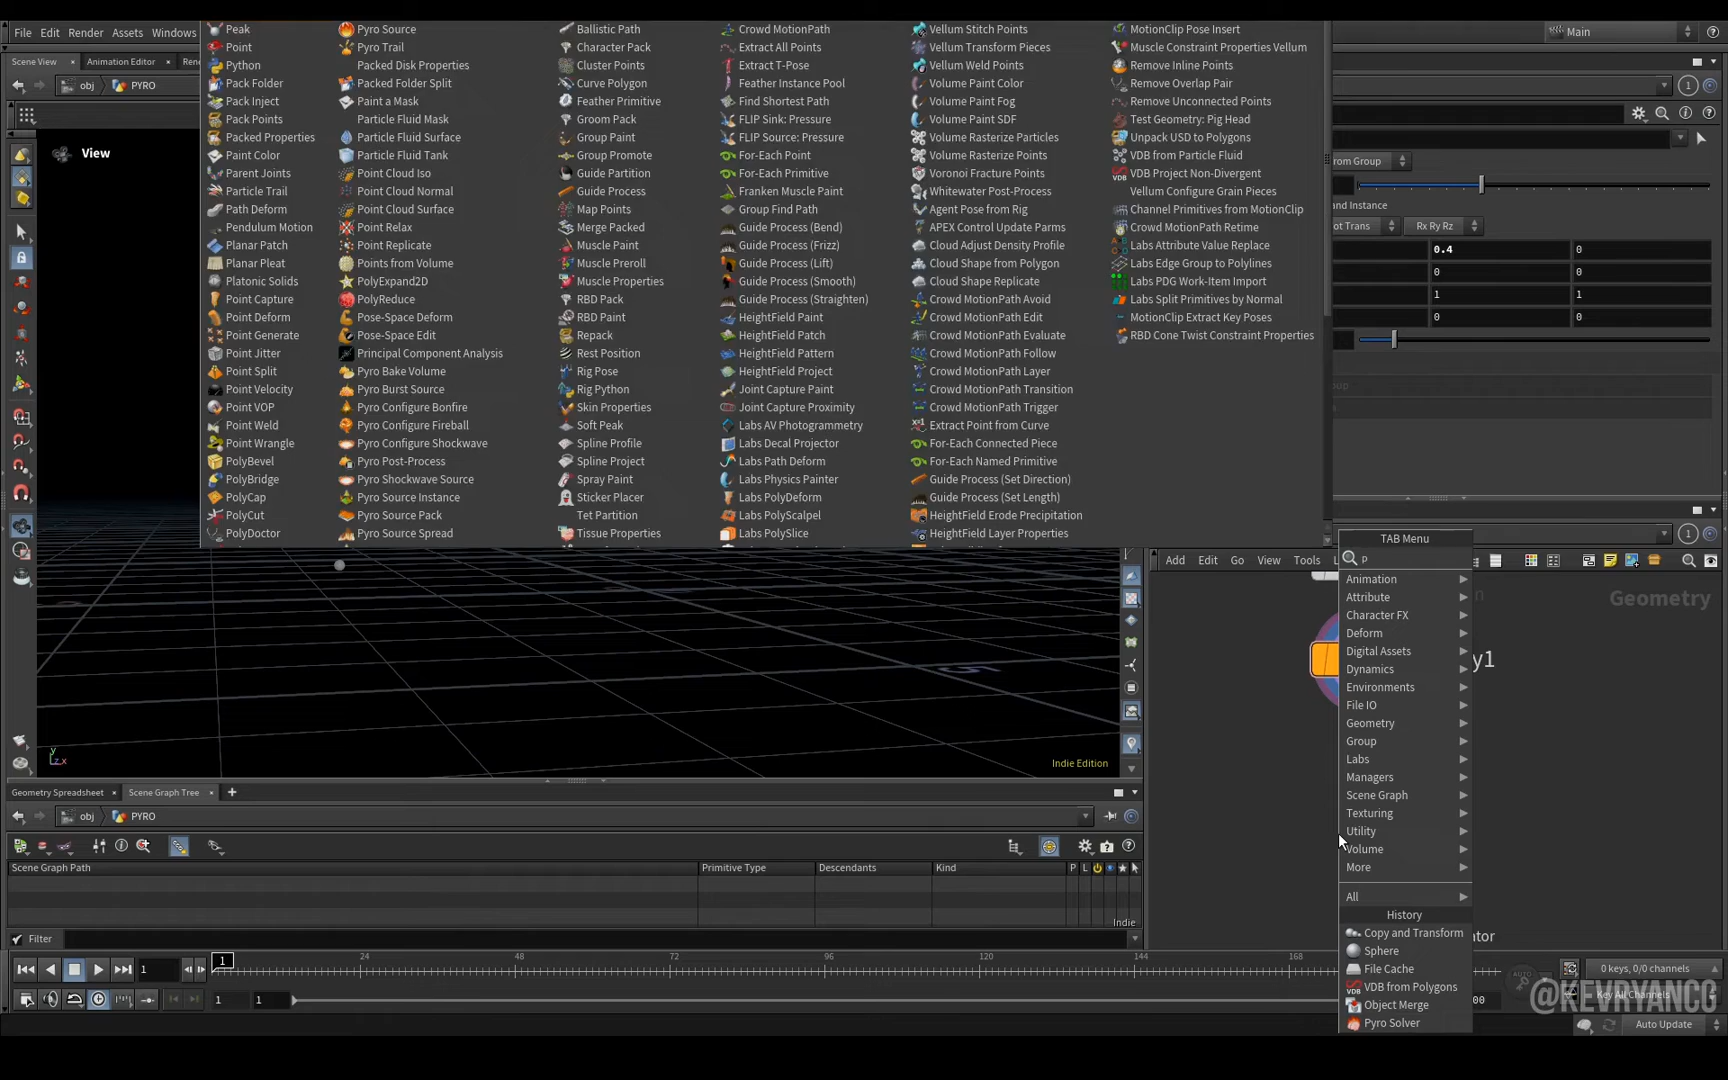 File Edit Render Assets Windows
Main
Scene View
Animation Editor
obj
PYRO
View
Peak
Point
Python
Pack Folder
Pack Inject
Pack Points
Packed Properties
Paint Color
Parent Joints
Particle Trail
Path Deform
Pendulum Motion
Planar Patch
Planar Pleat
Platonic Solids
Point Capture
Point Deform
Point Generate
Point Jitter
Point Split
Point Velocity
Point VOP
Point Weld
Point Wrangle
PolyBevel
PolyBridge
PolyCap
PolyCut
PolyDoctor
Pyro Source
Pyro Trail
Packed Disk Properties
Packed Folder Split
Paint a Mask
Particle Fluid Mask
Particle Fluid Surface
Particle Fluid Tank
Point Cloud Iso
Point Cloud Normal
Point Cloud Surface
Point Relax
Point Replicate
Points from Volume
PolyExpand2D
PolyReduce
Pose-Space Deform
Pose-Space Edit
Principal Component Analysis
Pyro Bake Volume
Pyro Burst Source
Pyro Configure Bonfire
Pyro Configure Fireball
Pyro Configure Shockwave
Pyro Post-Process
Pyro Shockwave Source
Pyro Source Instance
Pyro Source Pack
Pyro Source Spread
Ballistic Path
Character Pack
Cluster Points
Curve Polygon
Feather Primitive
Groom Pack
Group Paint
Group Promote
Guide Partition
Guide Process
Map Points
Merge Packed
Muscle Paint
Muscle Preroll
Muscle Properties
RBD Pack
RBD Paint
Repack
Rest Position
Rig Pose
Rig Python
Skin Properties
Soft Peak
Spline Profile
Spline Project
Spray Paint
Sticker Placer
Tet Partition
Tissue Properties
Crowd MotionPath
Extract All Points
Extract T-Pose
Feather Instance Pool
Find Shortest Path
FLIP Sink: Pressure
FLIP Source: Pressure
For-Each Point
For-Each Primitive
Franken Muscle Paint
Group Find Path
Guide Process (Bend)
Guide Process (Frizz)
Guide Process (Lift)
Guide Process (Smooth)
Guide Process (Straighten)
HeightField Paint
HeightField Patch
HeightField Pattern
HeightField Project
Joint Capture Paint
Joint Capture Proximity
Labs AV Photogrammetry
Labs Decal Projector
Labs Path Deform
Labs Physics Painter
Labs PolyDeform
Labs PolyScalpel
Labs PolySlice
Vellum Stitch Points
Vellum Transform Pieces
Vellum Weld Points
Volume Paint Color
Volume Paint Fog
Volume Paint SDF
Volume Rasterize Particles
Volume Rasterize Points
Voronoi Fracture Points
Whitewater Post-Process
Agent Pose from Rig
APEX Control Update Parms
Cloud Adjust Density Profile
Cloud Shape from Polygon
Cloud Shape Replicate
Crowd MotionPath Avoid
Crowd MotionPath Edit
Crowd MotionPath Evaluate
Crowd MotionPath Follow
Crowd MotionPath Layer
Crowd MotionPath Transition
Crowd MotionPath Trigger
Extract Point from Curve
For-Each Connected Piece
For-Each Named Primitive
Guide Process (Set Direction)
Guide Process (Set Length)
HeightField Erode Precipitation
HeightField Layer Properties
MotionClip Pose Insert
Muscle Constraint Properties Vellum
Remove Inline Points
Remove Overlap Pair
Remove Unconnected Points
Test Geometry: Pig Head
Unpack USD to Polygons
VDB from Particle Fluid
VDB Project Non-Divergent
Vellum Configure Grain Pieces
Channel Primitives from MotionClip
Crowd MotionPath Retime
Labs Attribute Value Replace
Labs Edge Group to Polylines
Labs PDG Work-Item Import
Labs Split Primitives by Normal
MotionClip Extract Key Poses
RBD Cone Twist Constraint Properties
rom Group
and Instance
ot Trans
Rx Ry Rz
0.4 0
0 0
1 1
0 0
Add Edit Go View Tools
Geometry
y1
TAB Menu
p
Animation
Attribute
Character FX
Deform
Digital Assets
Dynamics
Environments
File IO
Geometry
Group
Labs
Managers
Scene Graph
Texturing
Utility
Volume
More
All
History
Copy and Transform
Sphere
File Cache
VDB from Polygons
Object Merge
Pyro Solver
ator
Indie Edition
Geometry Spreadsheet
Scene Graph Tree
obj
PYRO
Scene Graph Path Primitive Type Descendants Kind P L
Indie
Filter
1 1 24 48 72 96 120 144 168
1 1
0 keys, 0/0 channels
Key All Channels
@KEVRYANCG
Auto Update